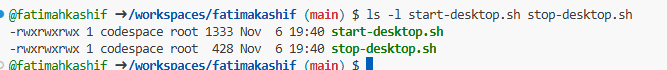 @fatimahkashif ➜/workspaces/fatimakashif (main) $ ls -l start-desktop.sh stop-desktop.sh
-rwxrwxrwx 1 codespace root 1333 Nov  6 19:40 start-desktop.sh
-rwxrwxrwx 1 codespace root  428 Nov  6 19:40 stop-desktop.sh
@fatimahkashif ➜/workspaces/fatimakashif (main) $